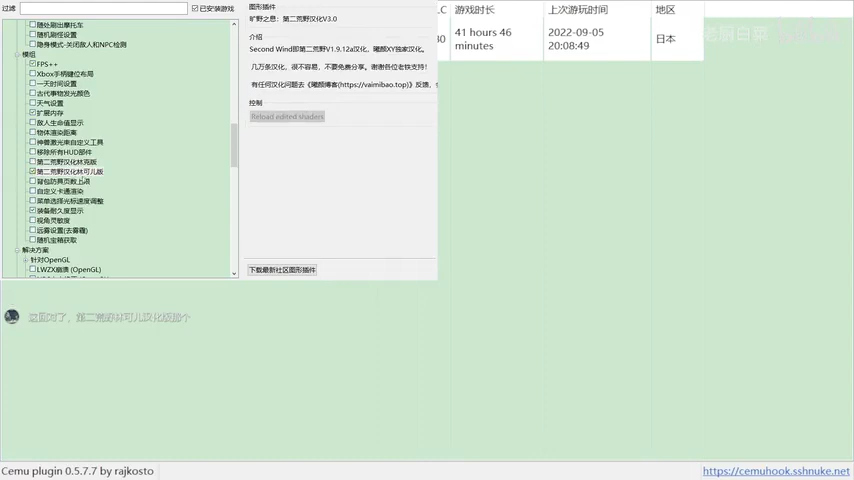 过滤
已安装游戏
随处刷出摩托车
随机刷怪设置
隐身模式-关闭敌人和NPC检测
模组
FPS++
Xbox手柄键位布局
一天时间设置
古代事物发光颜色
天气设置
扩展内存
敌人生命值显示
物体渲染距离
神兽激光束自定义工具
移除所有HUD部件
第二荒野汉化林克版
第二荒野汉化林可儿版
背包防具页数上限
自定义卡通渲染
菜单选择光标速度调整
装备耐久度显示
视角灵敏度
远雾设置(去雾霾)
随机宝箱获取
解决方案
针对OpenGL
LWZX崩溃 (OpenGL)
图形插件
旷野之息：第二荒野汉化V3.0
介绍
Second Wind即第二荒野V1.9.12a汉化，曦颜XY独家汉化。
几万条汉化，很不容易，不要免费分享。谢谢各位老铁支持！
有任何汉化问题去《曦颜博客(https://vaimibao.top)》反馈，
控制
Reload edited shaders
下载最新社区图形插件
LC
游戏时长
上次游玩时间
地区
41 hours 46
minutes
2022-09-05
20:08:49
日本
这回对了，第二荒野林可儿汉化版那个
Cemu plugin 0.5.7.7 by rajkosto
https://cemuhook.sshnuke.net